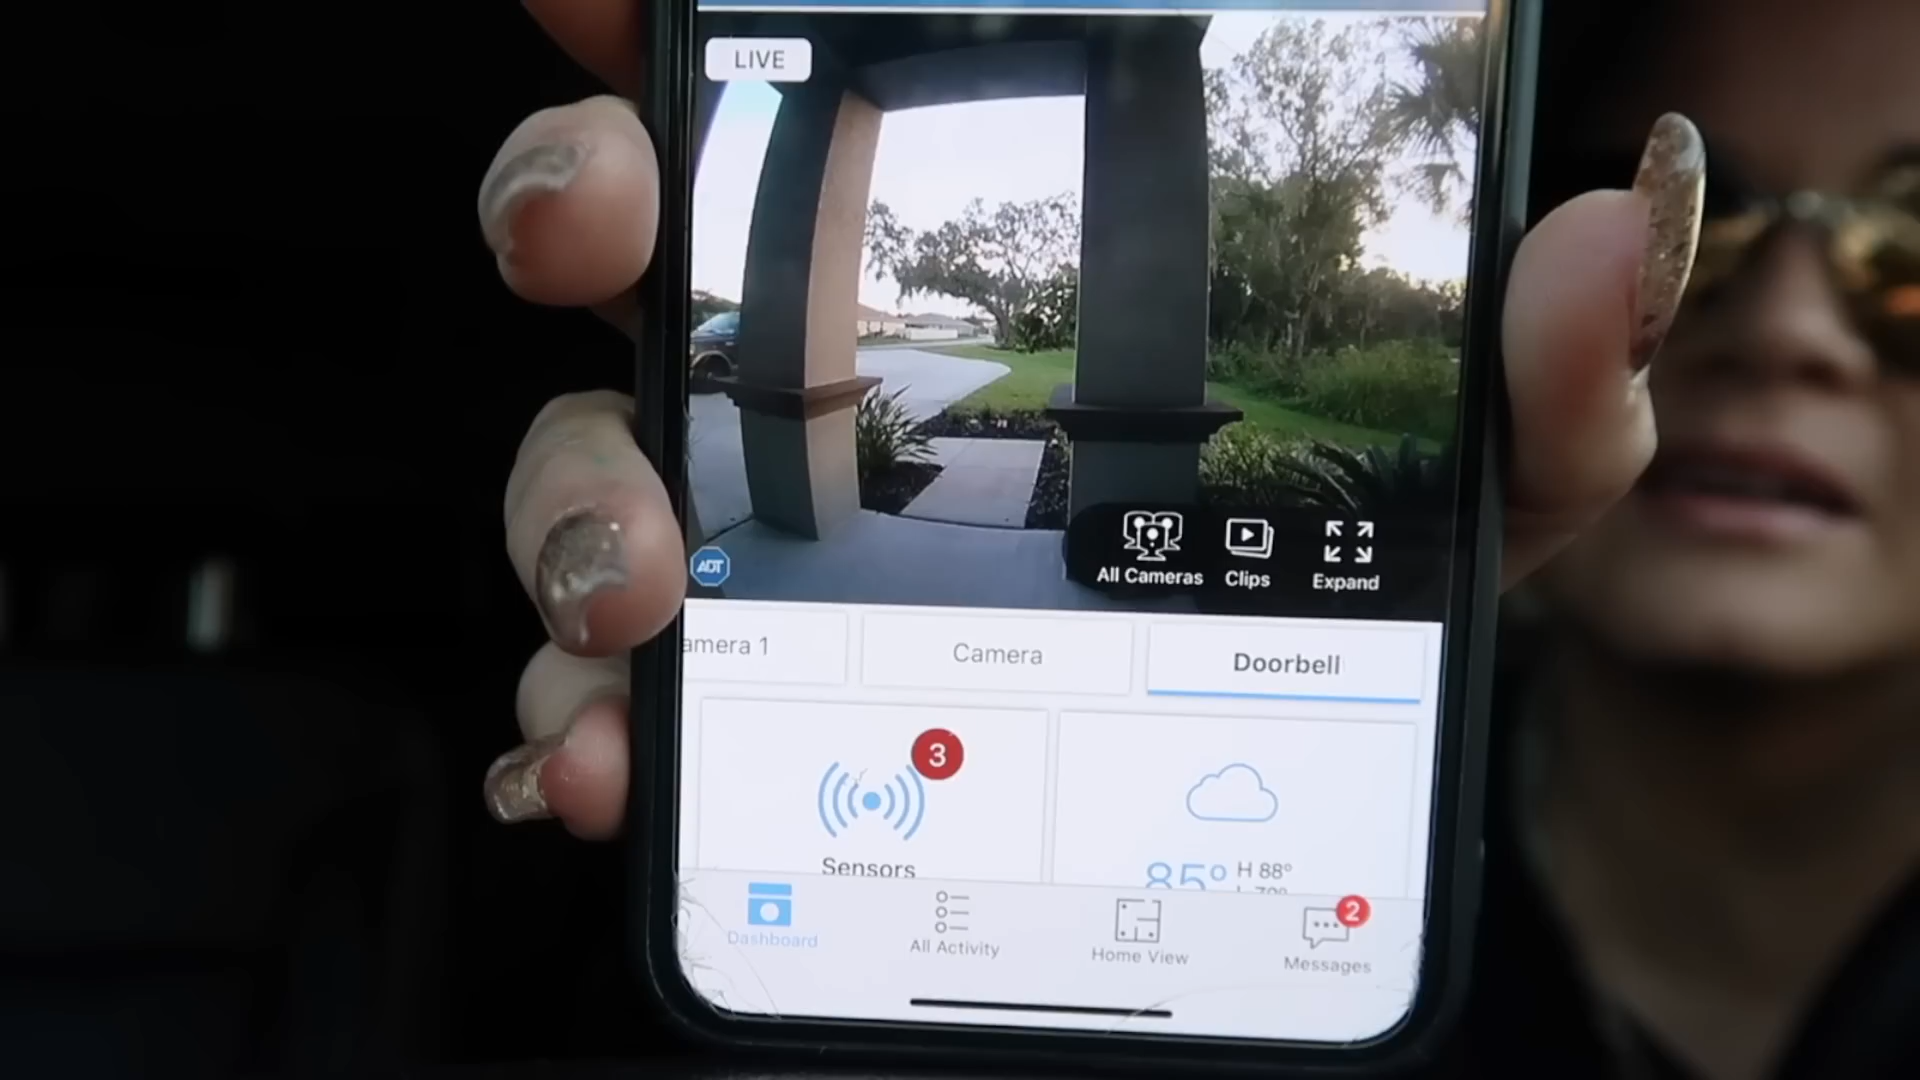 LIVE
ADT
All Cameras Clips Expand
amera 1 Camera Doorbell
3
Sensors
85° H 88°
Dashboard All Activity Home View Messages 2